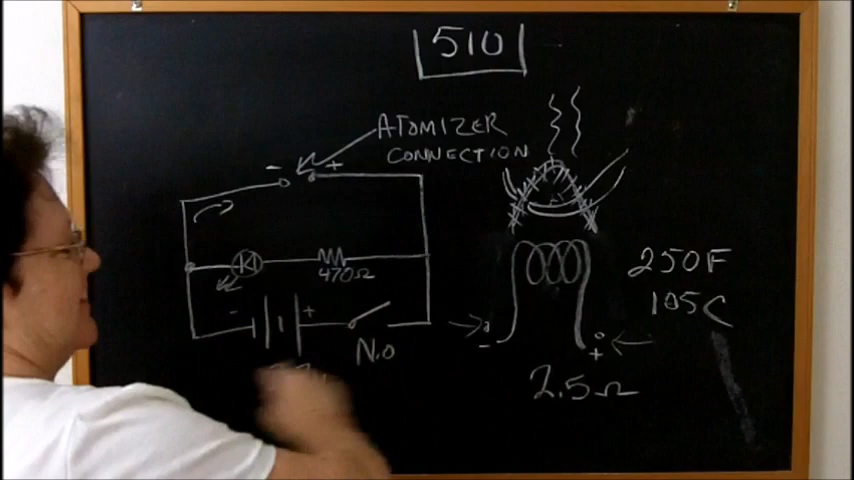 510
ATOMIZER
CONNECTION
- +
470Ω
- +
N.O
250F
105C
-
+
2.5Ω